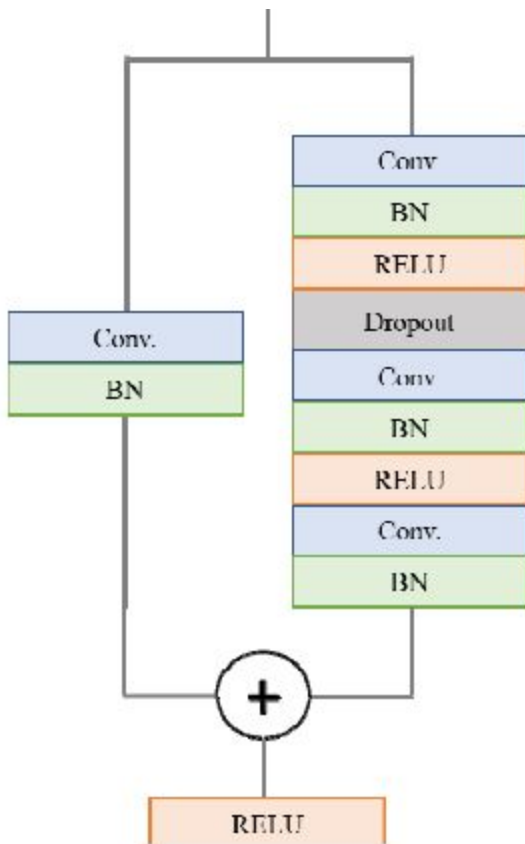 Conv
BN
RELU
Dropout
Conv.
Conv
BN
BN
RELU
Conv.
BN
+
RELU